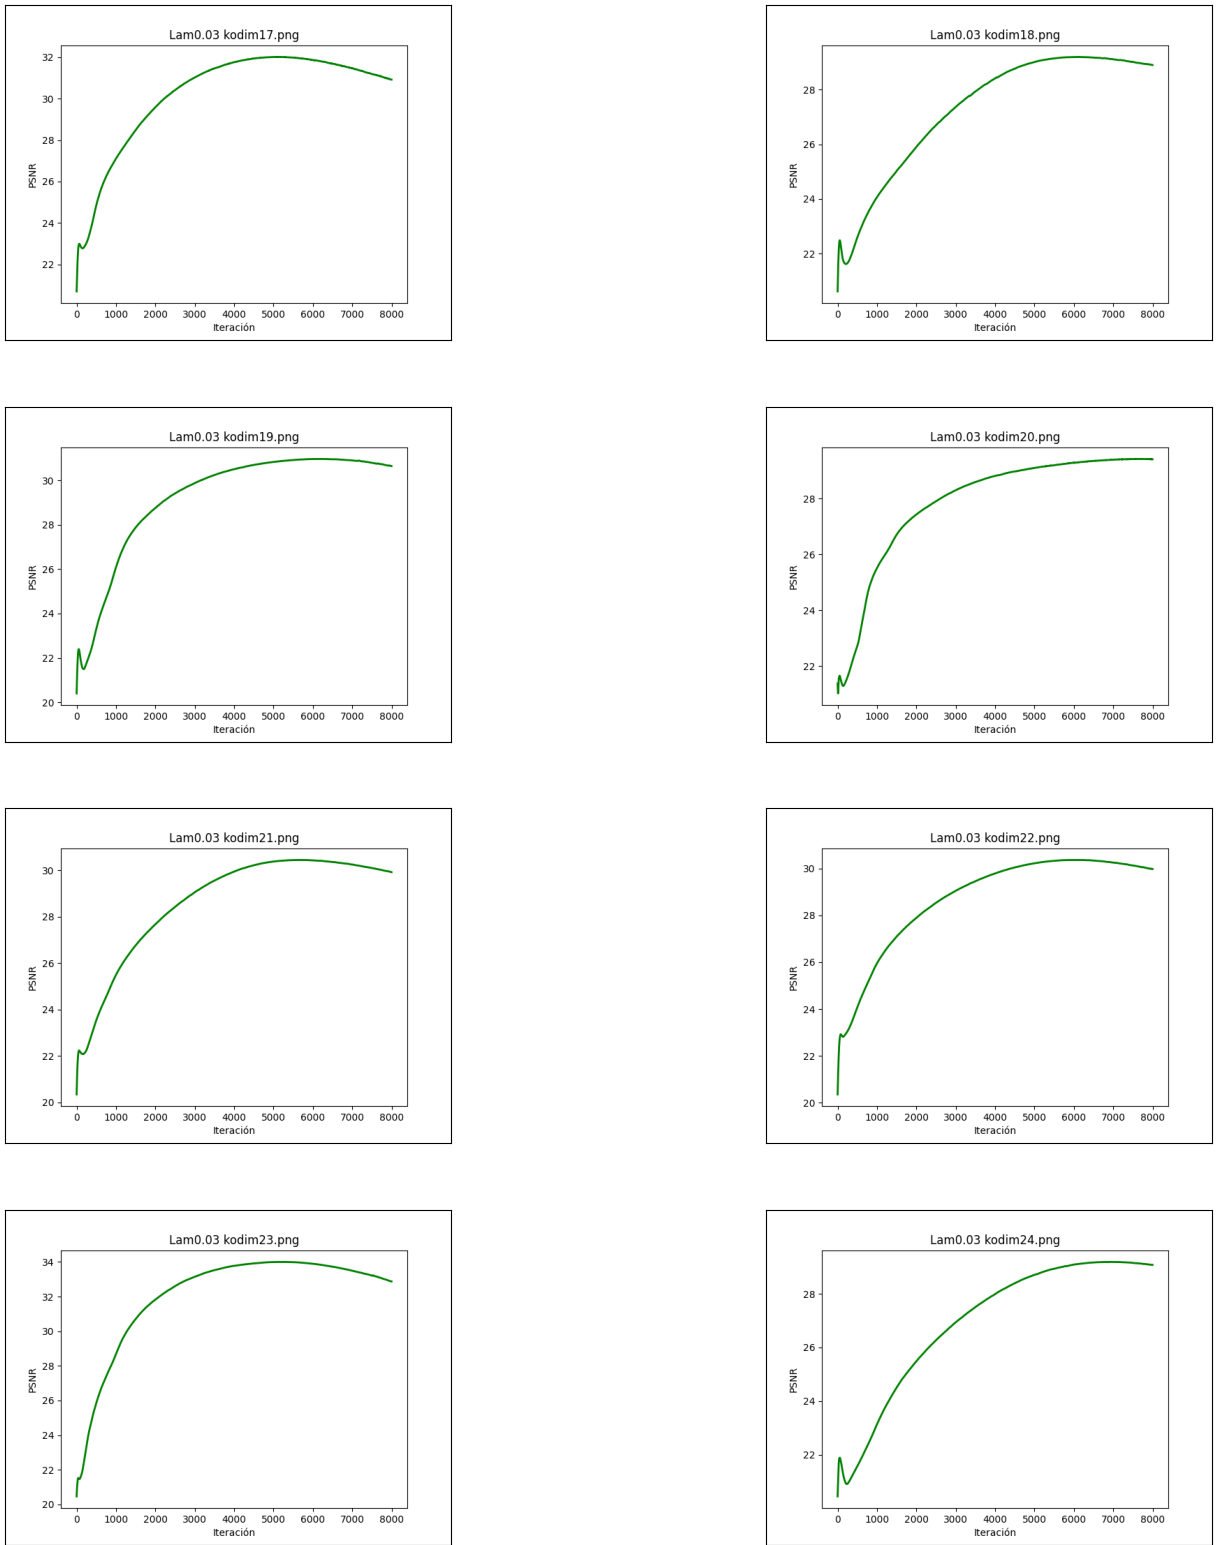 Lam0.03 kodim17.png
32
30
28
26
24
22
PSNR
0 1000 2000 3000 4000 5000 6000 7000 8000
Iteración
Lam0.03 kodim18.png
28
26
24
22
PSNR
0 1000 2000 3000 4000 5000 6000 7000 8000
Iteración
Lam0.03 kodim19.png
30
28
26
24
22
20
PSNR
0 1000 2000 3000 4000 5000 6000 7000 8000
Iteración
Lam0.03 kodim20.png
28
26
24
22
PSNR
0 1000 2000 3000 4000 5000 6000 7000 8000
Iteración
Lam0.03 kodim21.png
30
28
26
24
22
20
PSNR
0 1000 2000 3000 4000 5000 6000 7000 8000
Iteración
Lam0.03 kodim22.png
30
28
26
24
22
20
PSNR
0 1000 2000 3000 4000 5000 6000 7000 8000
Iteración
Lam0.03 kodim23.png
34
32
30
28
26
24
22
20
PSNR
0 1000 2000 3000 4000 5000 6000 7000 8000
Iteración
Lam0.03 kodim24.png
28
26
24
22
PSNR
0 1000 2000 3000 4000 5000 6000 7000 8000
Iteración